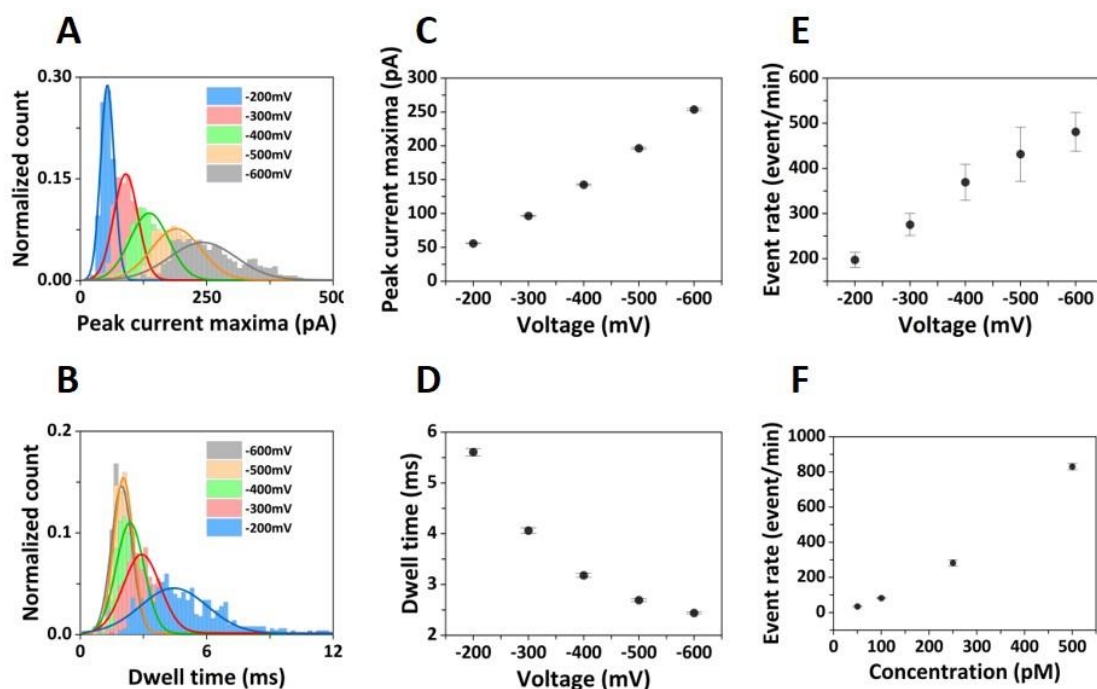 A
Normalized count
0.30
0.15
0.00
0
250
500
-200mV
-300mV
-400mV
-500mV
-600mV
Peak current maxima (pA)
C
Peak current maxima (pA)
300
250
200
150
100
50
0
-200 -300 -400 -500 -600
Voltage (mV)
E
Event rate (event/min)
600
500
400
300
200
-200 -300 -400 -500 -600
Voltage (mV)
B
Normalized count
0.2
0.1
0.0
0
6
12
-600mV
-500mV
-400mV
-300mV
-200mV
Dwell time (ms)
D
Dwell time (ms)
6
5
4
3
2
-200 -300 -400 -500 -600
Voltage (mV)
F
Event rate (event/min)
1000
800
600
400
200
0
0 100 200 300 400 500
Concentration (pM)